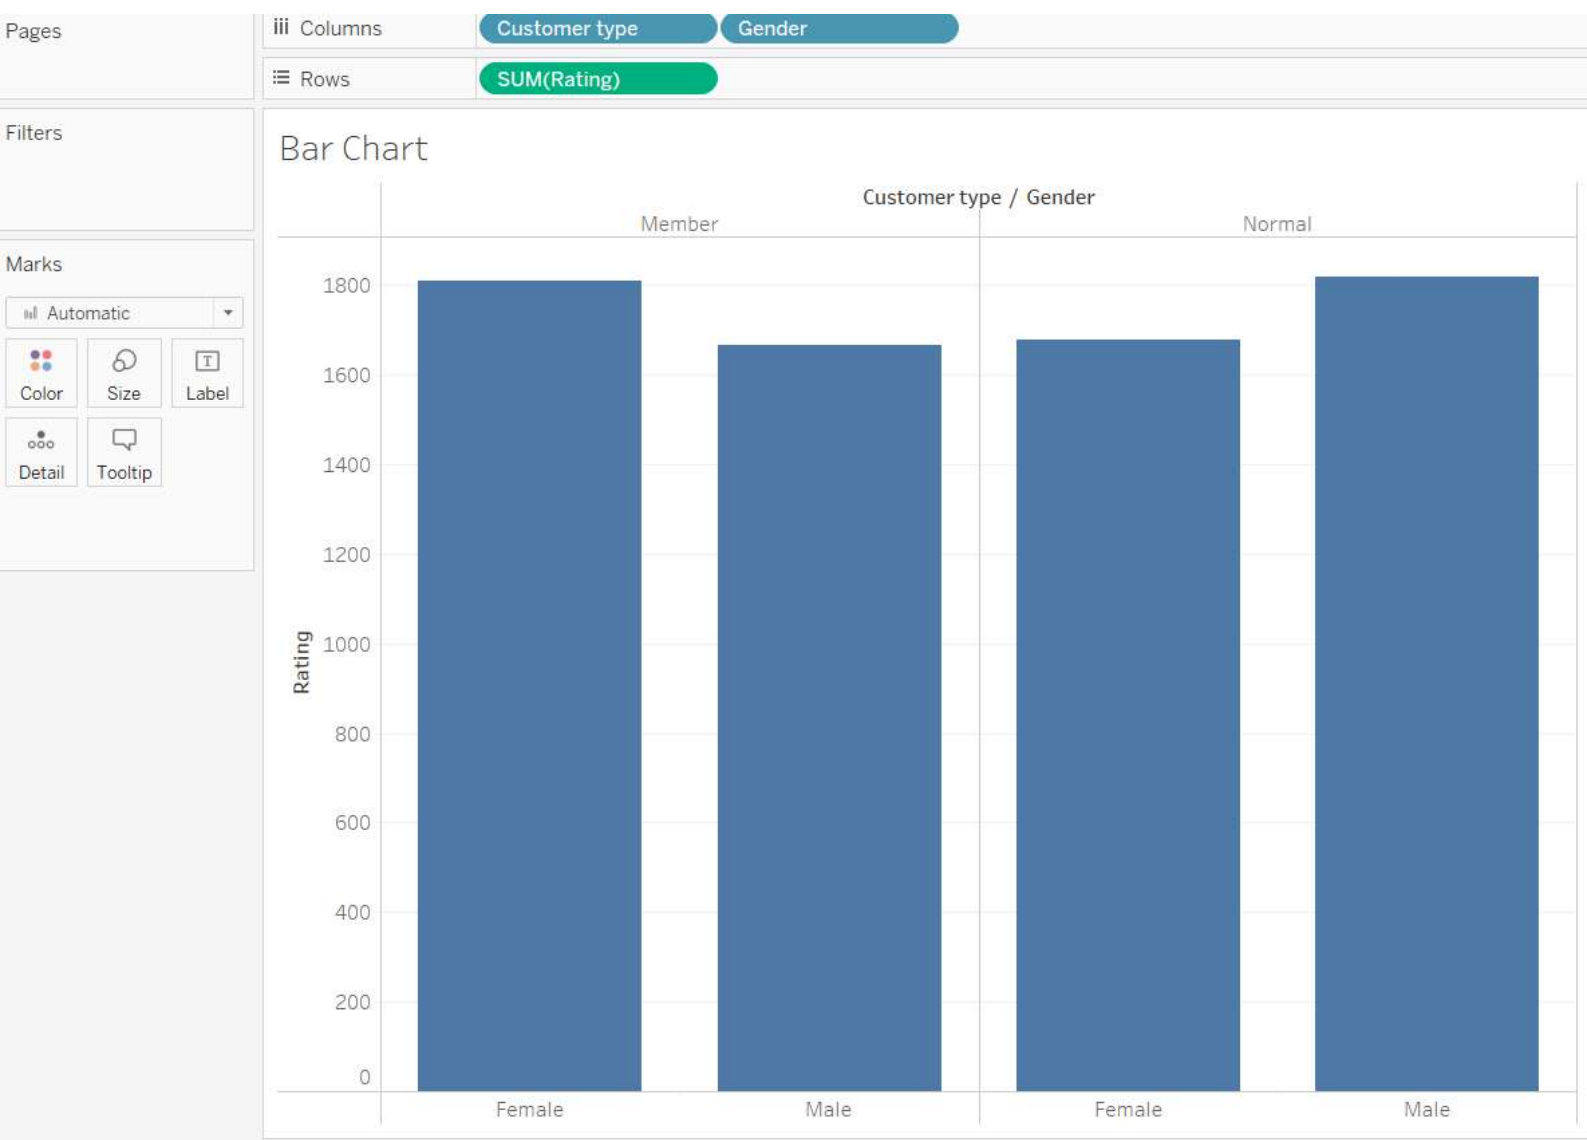 Pages
Columns
Customer type
Gender
Rows
SUM(Rating)
Filters
Marks
Automatic
Color
Size
Label
Detail
Tooltip
Bar Chart
Customer type / Gender
Member
Normal
1800
1600
1400
1200
1000
800
600
400
200
0
Rating
Female
Male
Female
Male